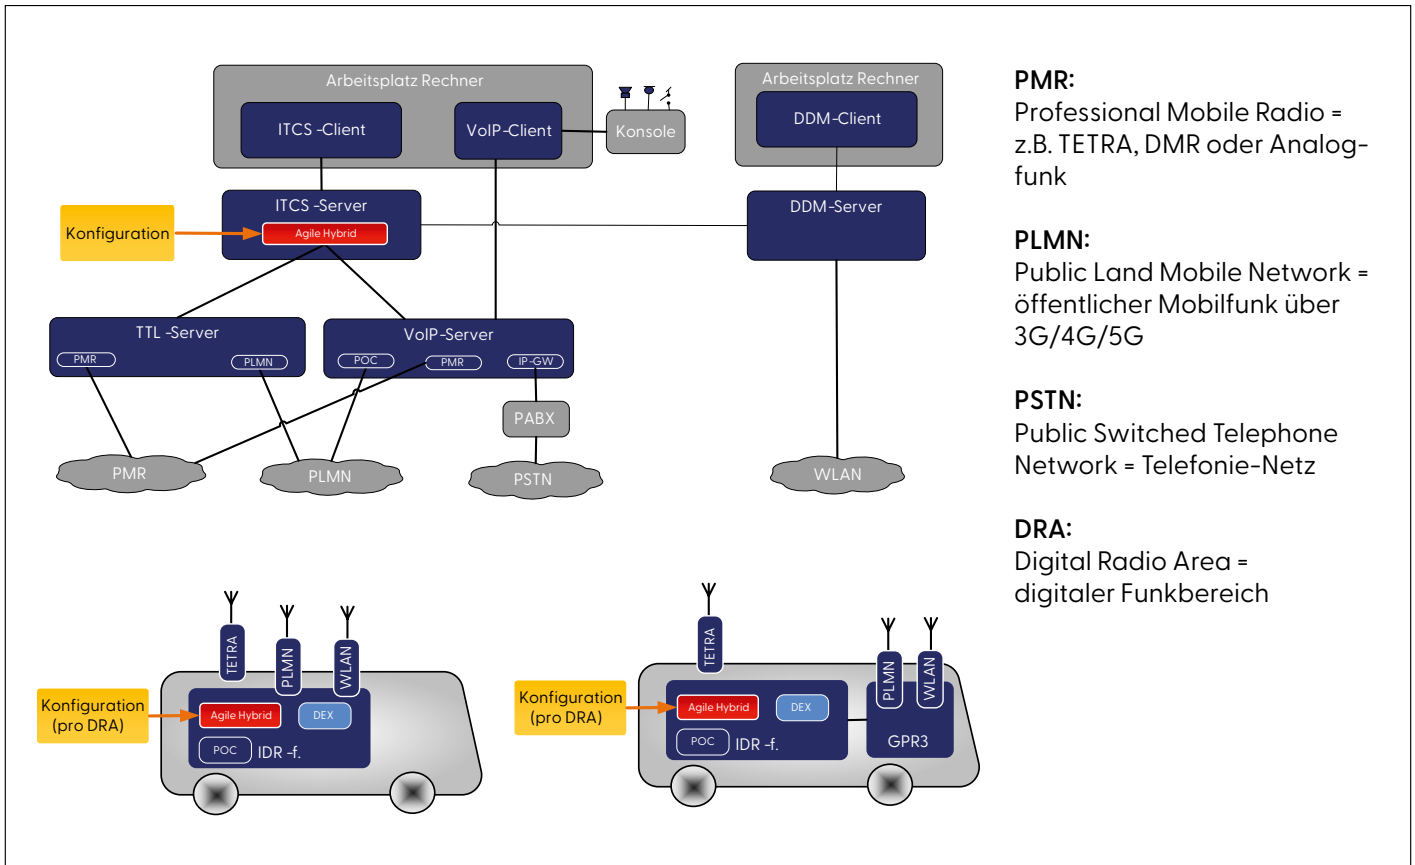 Arbeitsplatz Rechner
ITCS -Client
VoIP-Client
Konsole
Arbeitsplatz Rechner
DDM-Client
Konfiguration
ITCS -Server
Agile Hybrid
DDM-Server
TTL -Server
PMR
PLMN
VoIP-Server
POC
PMR
IP-GW
PABX
PMR
PLMN
PSTN
WLAN
PMR:
Professional Mobile Radio =
z.B. TETRA, DMR oder Analog-
funk
PLMN:
Public Land Mobile Network =
öffentlicher Mobilfunk über
3G/4G/5G
PSTN:
Public Switched Telephone
Network = Telefonie-Netz
DRA:
Digital Radio Area =
digitaler Funkbereich
TETRA
PLMN
WLAN
Konfiguration
(pro DRA)
Agile Hybrid
DEX
POC
IDR -f.
TETRA
PLMN
WLAN
Konfiguration
(pro DRA)
Agile Hybrid
DEX
POC
IDR -f.
GPR3